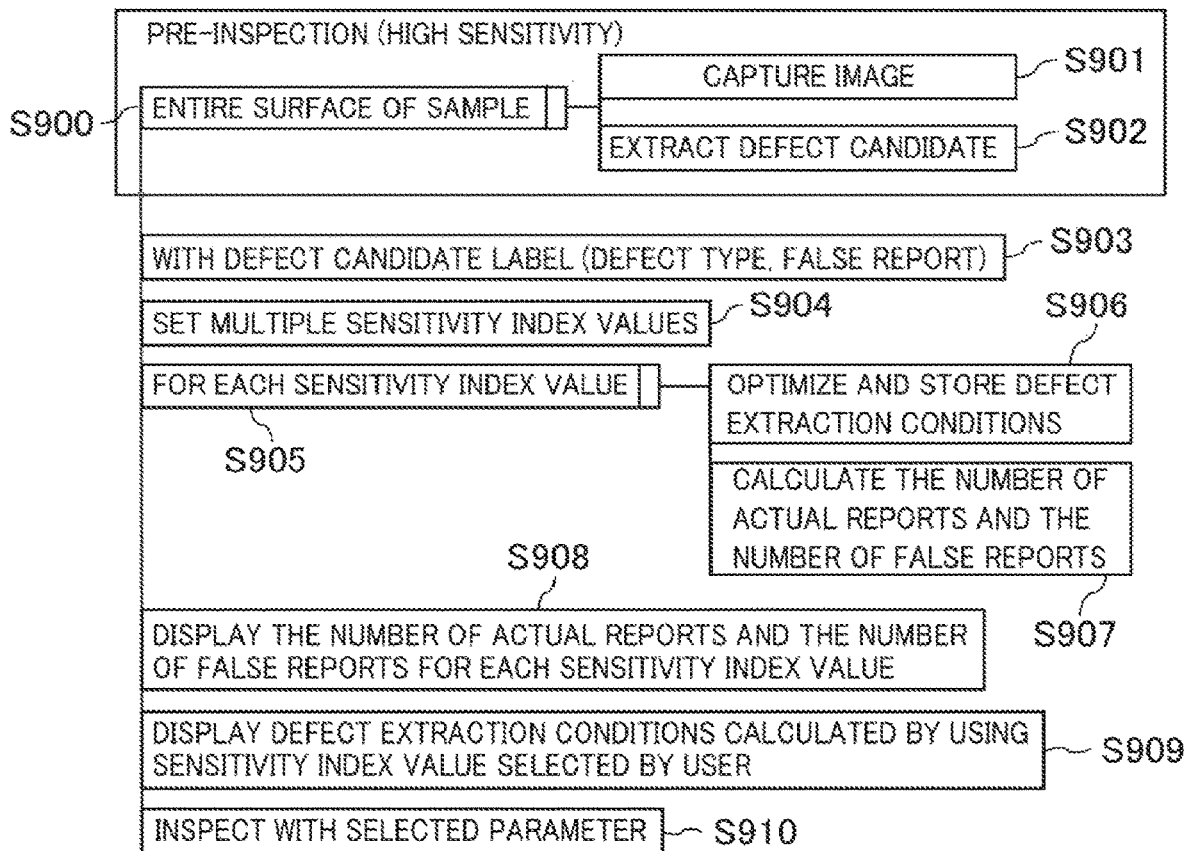 PRE-INSPECTION (HIGH SENSITIVITY)
CAPTURE IMAGE
S901
S900
ENTIRE SURFACE OF SAMPLE
EXTRACT DEFECT CANDIDATE
S902
WITH DEFECT CANDIDATE LABEL (DEFECT TYPE, FALSE REPORT)
S903
SET MULTIPLE SENSITIVITY INDEX VALUES
S904
S906
FOR EACH SENSITIVITY INDEX VALUE
S905
OPTIMIZE AND STORE DEFECT
EXTRACTION CONDITIONS
CALCULATE THE NUMBER OF
ACTUAL REPORTS AND THE
NUMBER OF FALSE REPORTS
S907
S908
DISPLAY THE NUMBER OF ACTUAL REPORTS AND THE NUMBER
OF FALSE REPORTS FOR EACH SENSITIVITY INDEX VALUE
DISPLAY DEFECT EXTRACTION CONDITIONS CALCULATED BY USING
SENSITIVITY INDEX VALUE SELECTED BY USER
S909
INSPECT WITH SELECTED PARAMETER
S910